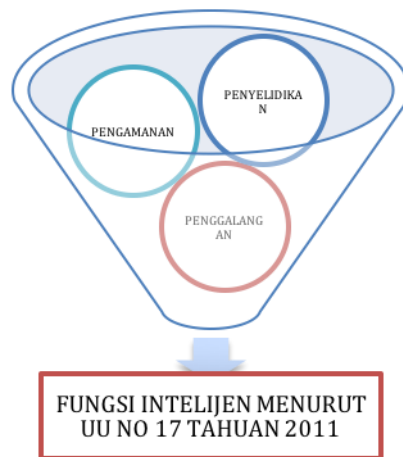 PENYELIDIKA
N
PENGAMANAN
PENGGALANG
AN
FUNGSI INTELIJEN MENURUT
UU NO 17 TAHUAN 2011